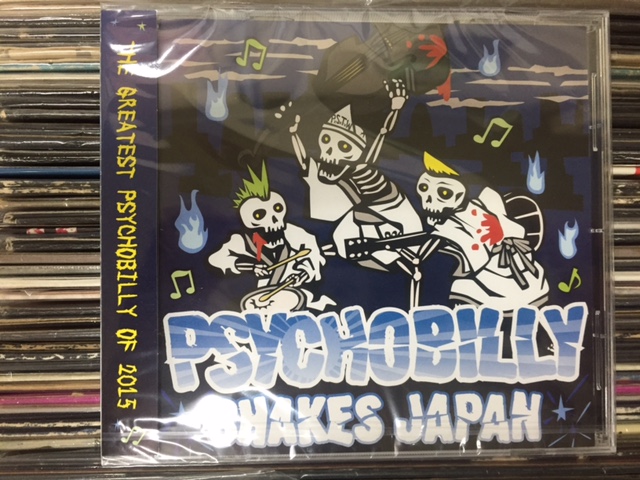 THE GREATEST PSYCHOBILLY OF 2015
PSYCHOBILLY
SHAKES JAPAN